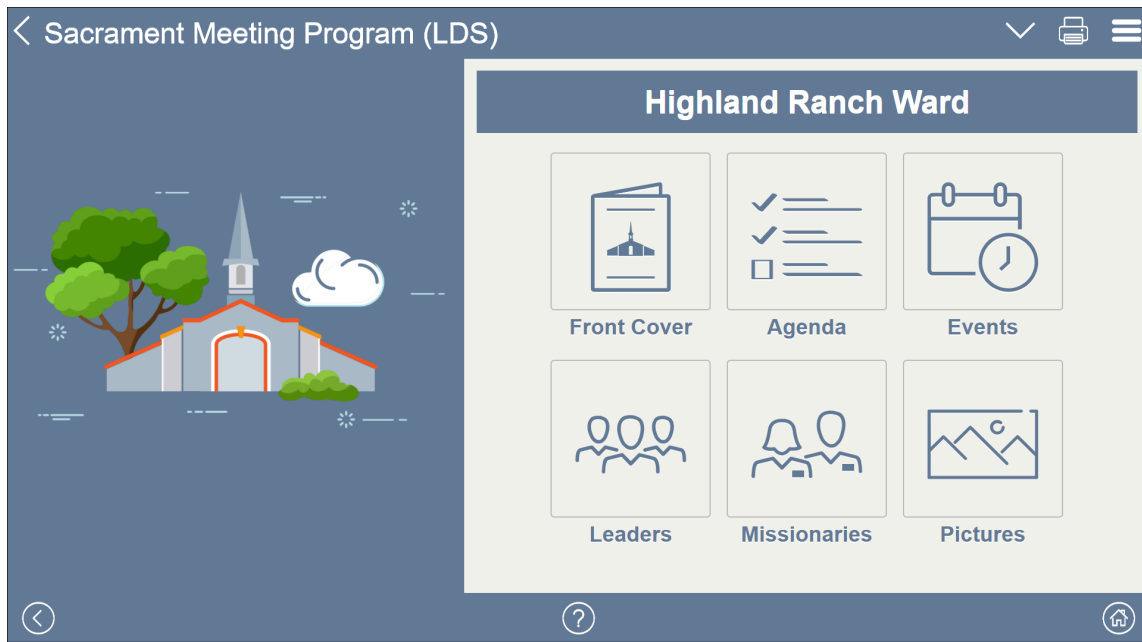 Sacrament Meeting Program (LDS)
Highland Ranch Ward
Front Cover
Agenda
Events
Leaders
Missionaries
Pictures
?